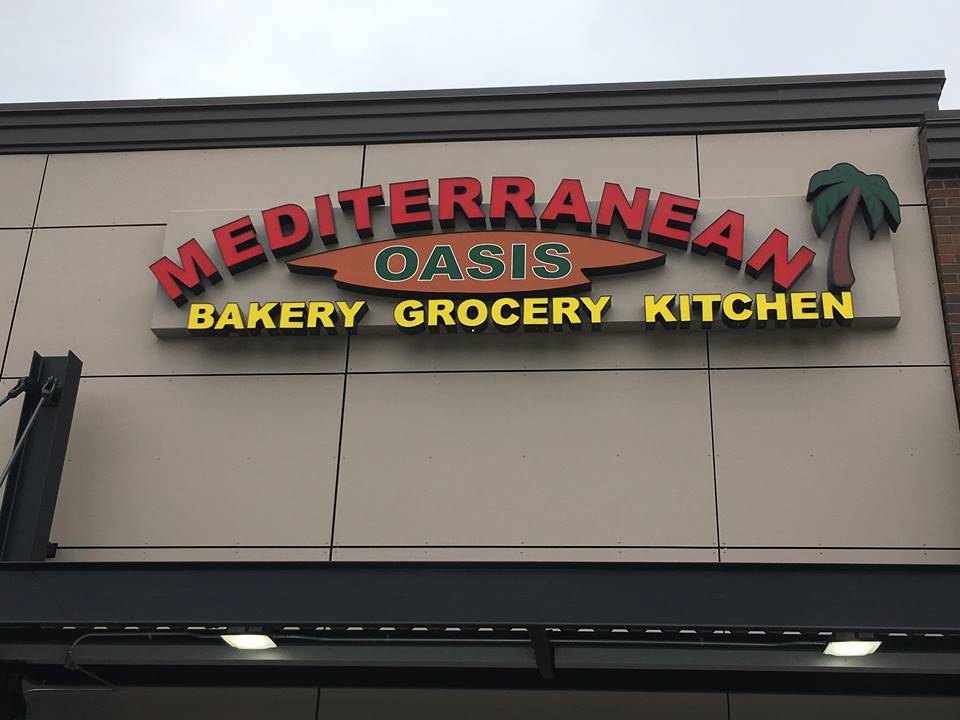 MEDITERRANEAN
OASIS
BAKERY GROCERY KITCHEN